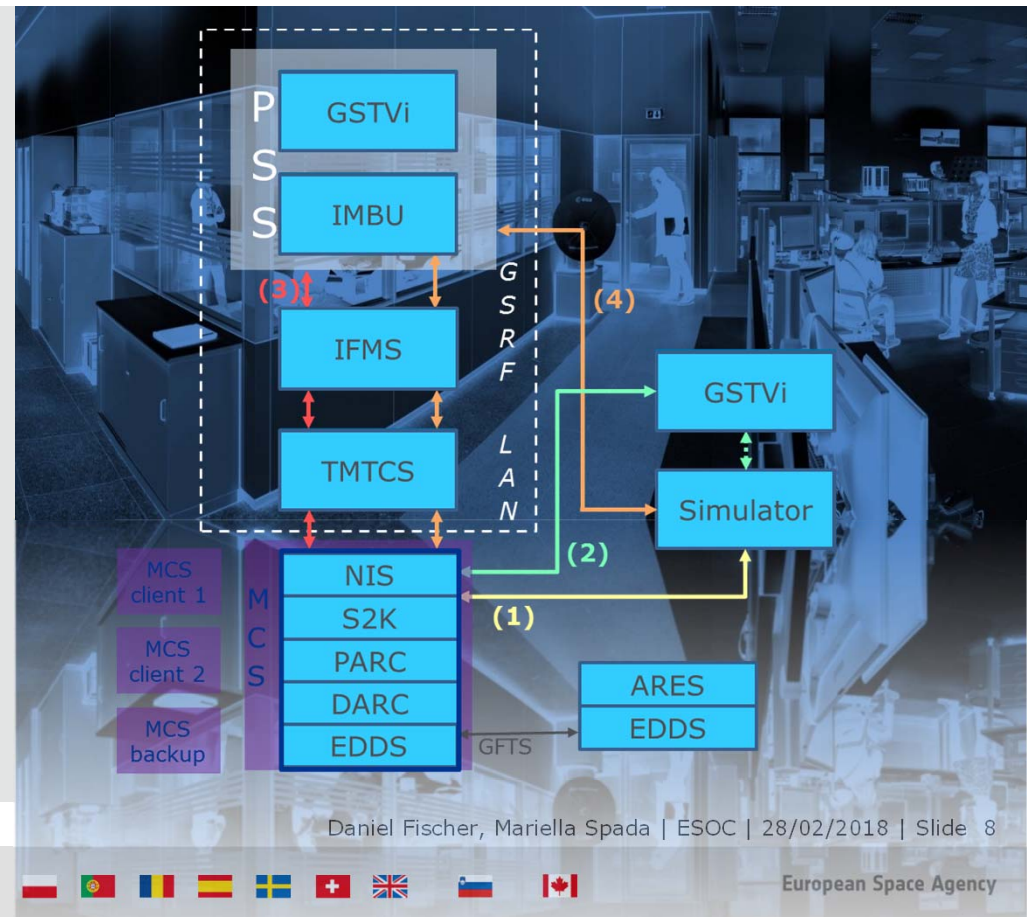 P
S
S
GSTVi
IMBU
(3)
(4)
G
S
R
F
L
A
N
IFMS
TMTCS
GSTVi
Simulator
(2)
(1)
MCS
client 1
MCS
client 2
MCS
backup
M
C
S
NIS
S2K
PARC
DARC
EDDS
GFTS
ARES
EDDS
Daniel Fischer, Mariella Spada | ESOC | 28/02/2018 | Slide 8
European Space Agency